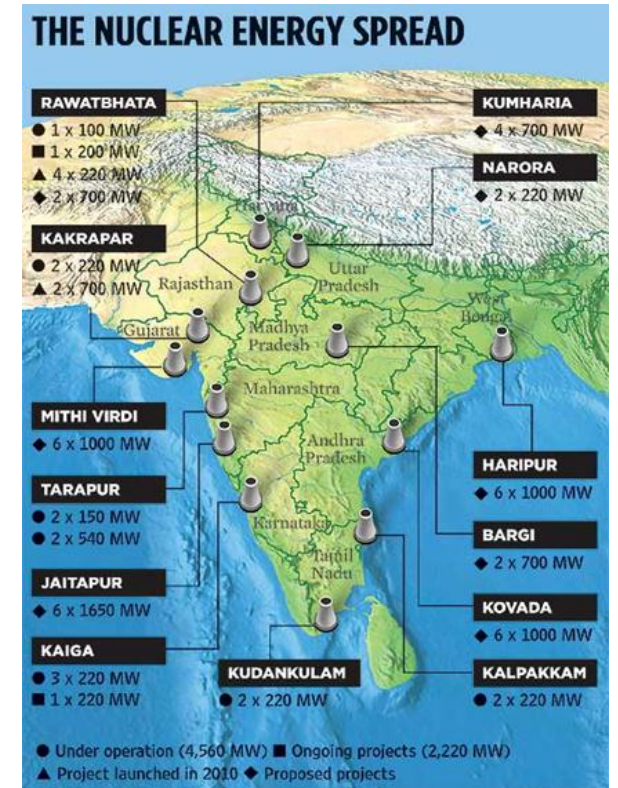 THE NUCLEAR ENERGY SPREAD
RAWATBHATA
● 1 x 100 MW
■ 1 x 200 MW
▲ 4 x 220 MW
◆ 2 x 700 MW
KAKRAPAR
● 2 x 220 MW
▲ 2 x 700 MW
MITHI VIRDI
◆ 6 x 1000 MW
TARAPUR
● 2 x 150 MW
● 2 x 540 MW
JAITAPUR
◆ 6 x 1650 MW
KAIGA
● 3 x 220 MW
■ 1 x 220 MW
KUDANKULAM
● 2 x 220 MW
KUMHARIA
◆ 4 x 700 MW
NARORA
◆ 2 x 220 MW
HARIPUR
◆ 6 x 1000 MW
BARGI
◆ 2 x 700 MW
KOVADA
◆ 6 x 1000 MW
KALPAKKAM
● 2 x 220 MW
Haryana
Rajasthan
Uttar
Pradesh
West
Bengal
Gujarat
Madhya
Pradesh
Maharashtra
Andhra
Pradesh
Karnataka
Tamil
Nadu
● Under operation (4,560 MW) ■ Ongoing projects (2,220 MW)
▲ Project launched in 2010 ◆ Proposed projects